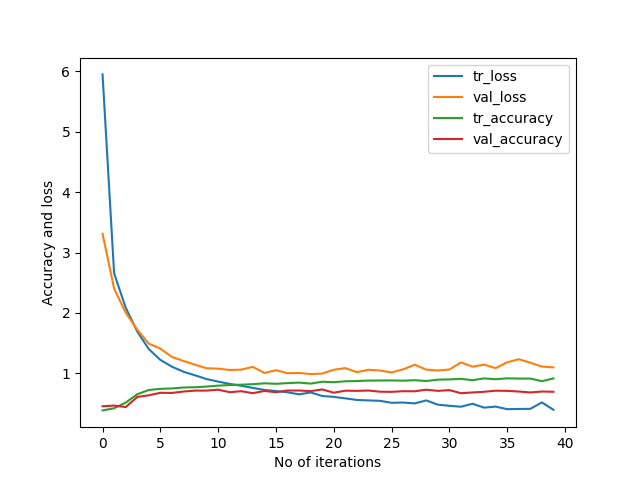 tr_loss
val_loss
tr_accuracy
val_accuracy
6
5
4
3
2
1
Accuracy and loss
0 5 10 15 20 25 30 35 40
No of iterations